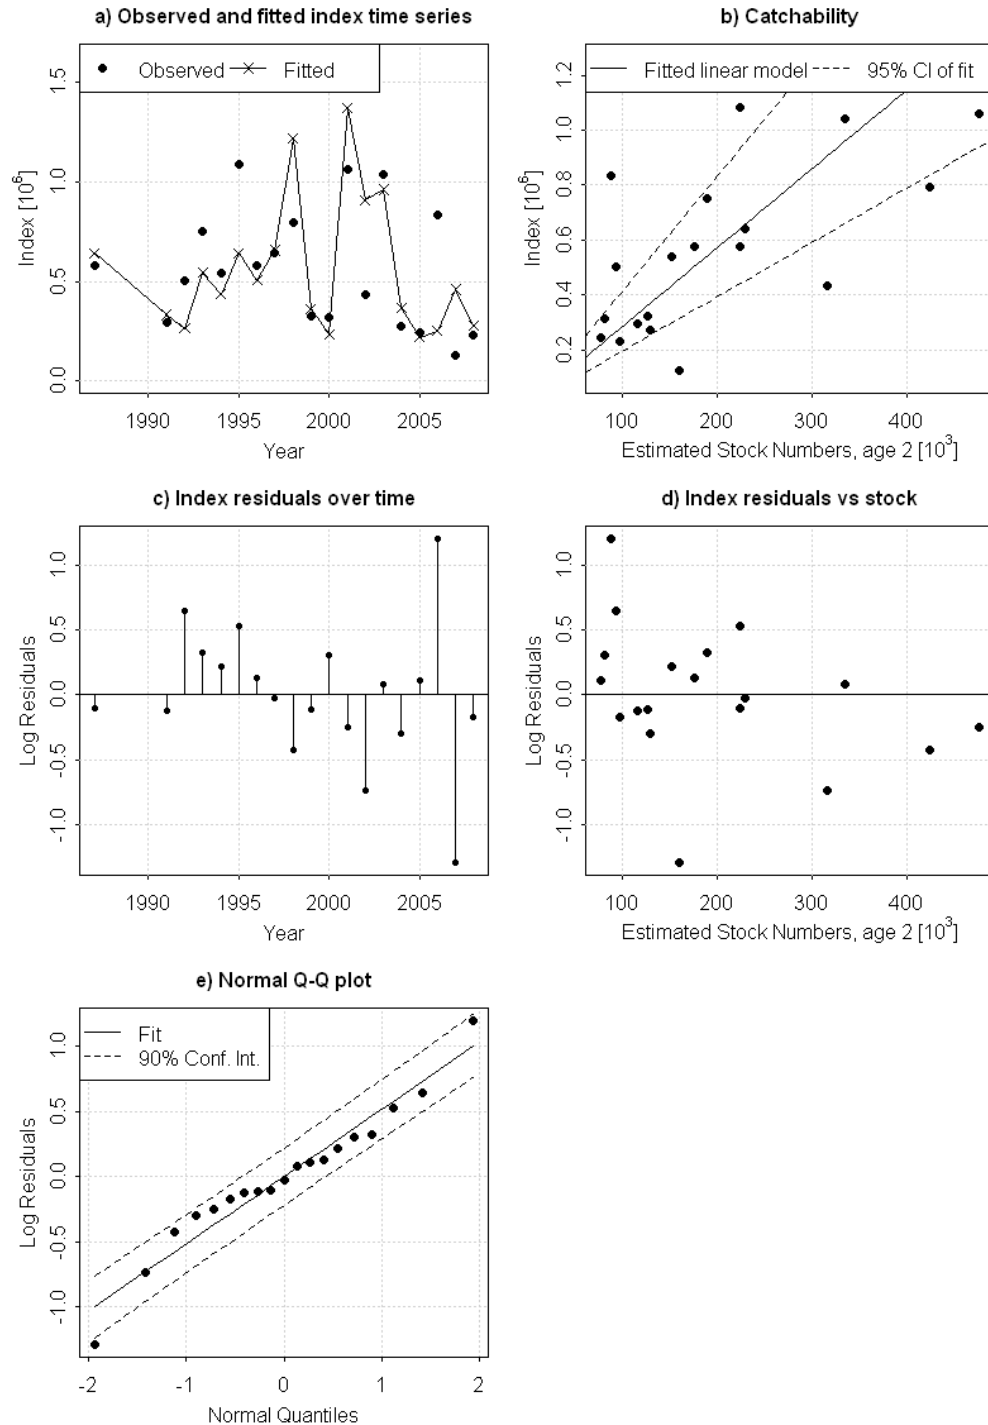 a) Observed and fitted index time series
Observed
Fitted
Index [10^6]
0.0
0.5
1.0
1.5
1990
1995
2000
2005
Year
b) Catchability
Fitted linear model
95% CI of fit
Index [10^6]
0.2
0.4
0.6
0.8
1.0
1.2
100
200
300
400
Estimated Stock Numbers, age 2 [10^3]
c) Index residuals over time
Log Residuals
-1.0
-0.5
0.0
0.5
1.0
1990
1995
2000
2005
Year
d) Index residuals vs stock
Log Residuals
-1.0
-0.5
0.0
0.5
1.0
100
200
300
400
Estimated Stock Numbers, age 2 [10^3]
e) Normal Q-Q plot
Fit
90% Conf. Int.
Log Residuals
-1.0
-0.5
0.0
0.5
1.0
-2
-1
0
1
2
Normal Quantiles